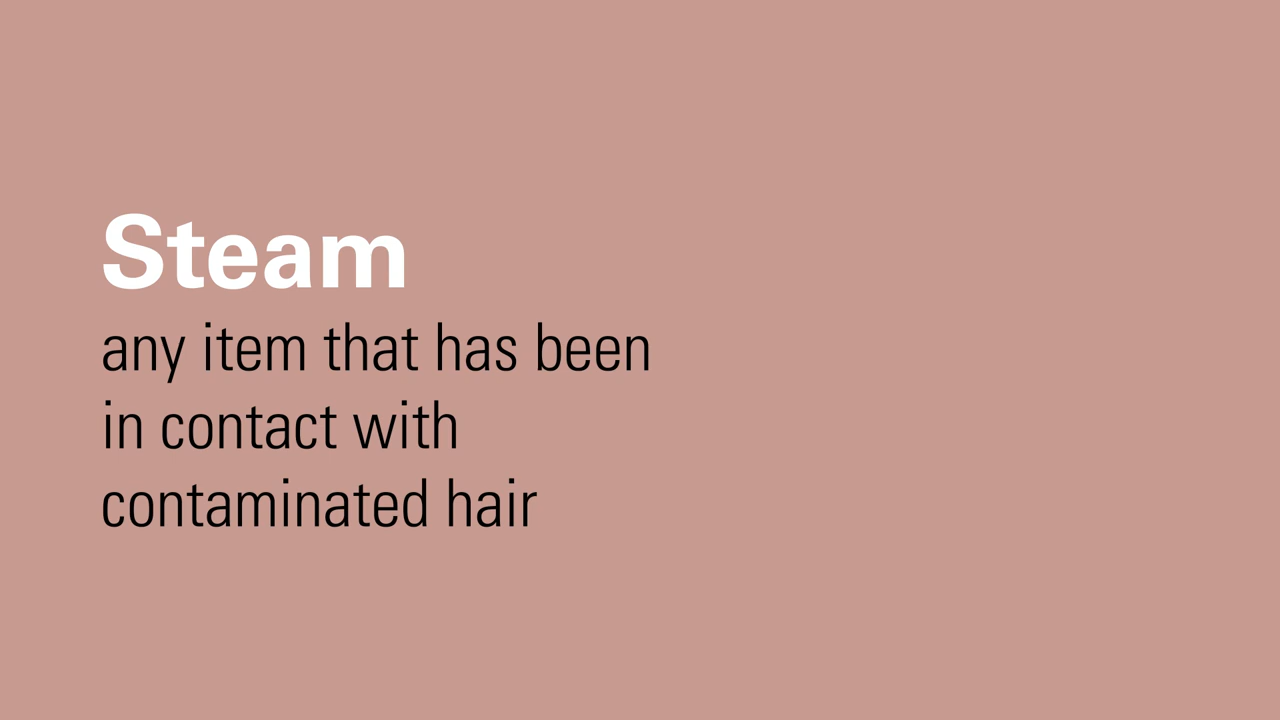 Steam
any item that has been
in contact with
contaminated hair